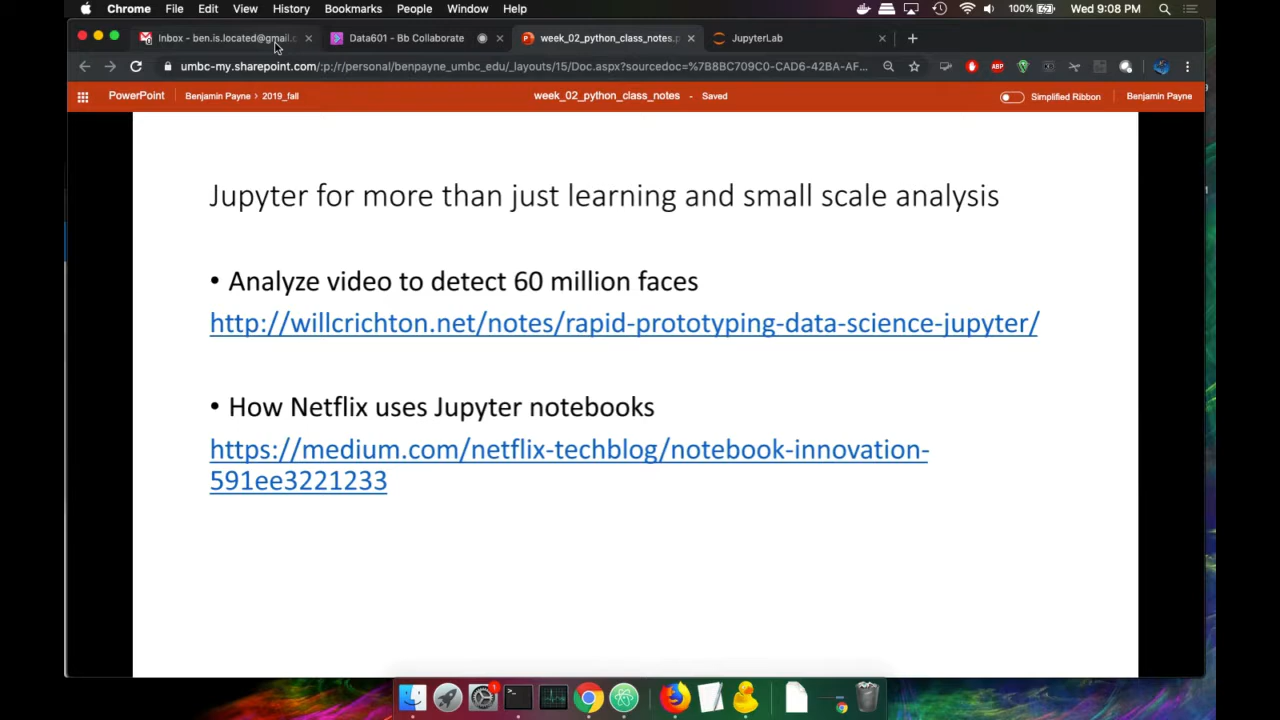 Chrome File Edit View History Bookmarks People Window Help 100% Wed 9:08 PM
Inbox - ben.is.located@gmail.c Data601 - Bb Collaborate week_02_python_class_notes.p JupyterLab
umbc-my.sharepoint.com/:p:/r/personal/benpayne_umbc_edu/_layouts/15/Doc.aspx?sourcedoc=%7B8BC709C0-CAD6-42BA-AF... ABP
PowerPoint Benjamin Payne > 2019_fall week_02_python_class_notes - Saved Simplified Ribbon Benjamin Payne
Jupyter for more than just learning and small scale analysis
• Analyze video to detect 60 million faces
http://willcrichton.net/notes/rapid-prototyping-data-science-jupyter/
• How Netflix uses Jupyter notebooks
https://medium.com/netflix-techblog/notebook-innovation-
591ee3221233
1